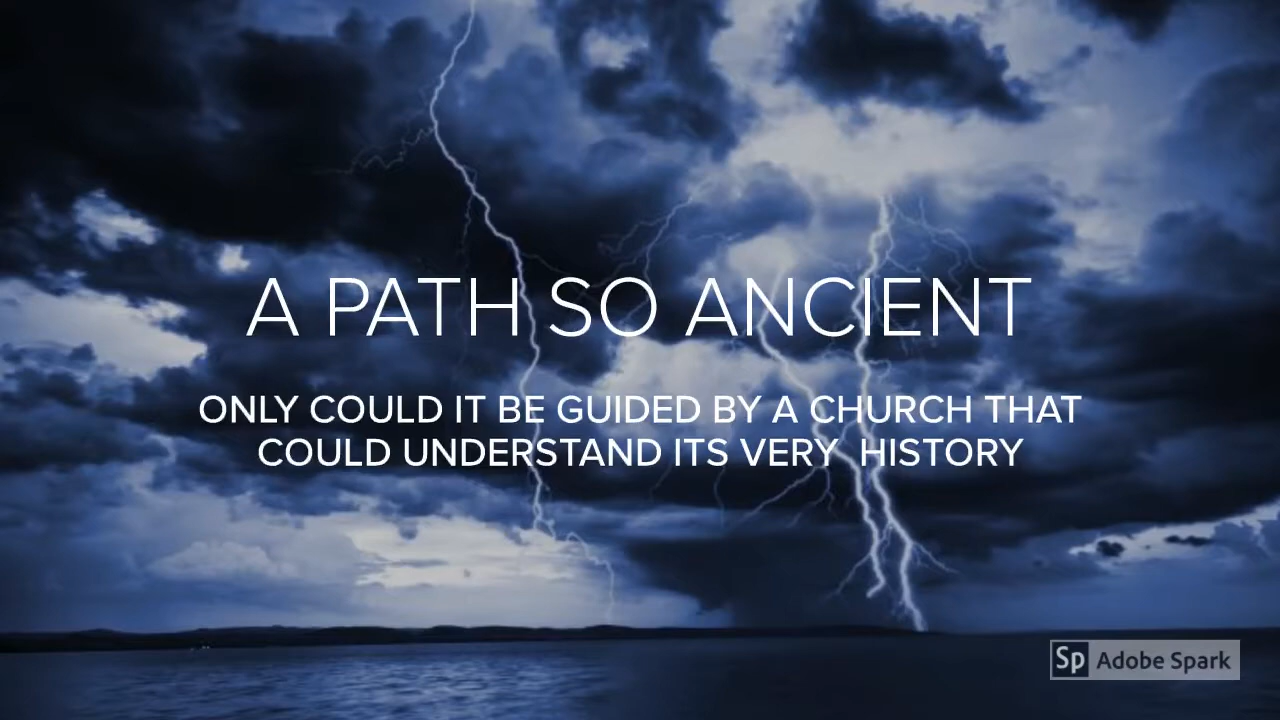 A PATH SO ANCIENT
ONLY COULD IT BE GUIDED BY A CHURCH THAT
COULD UNDERSTAND ITS VERY  HISTORY
Sp Adobe Spark